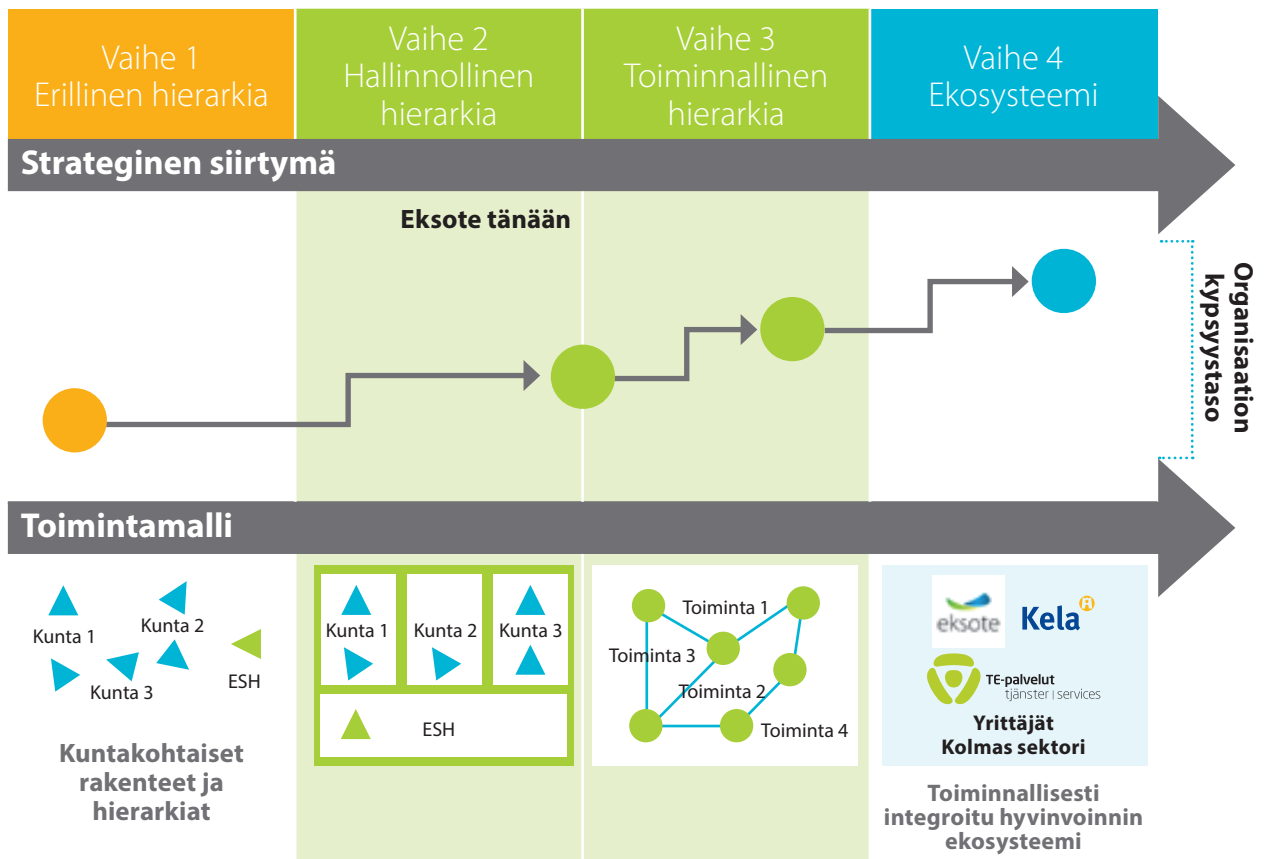 Vaihe 1
Erillinen hierarkia
Vaihe 2
Hallinnollinen
hierarkia
Vaihe 3
Toiminnallinen
hierarkia
Vaihe 4
Ekosysteemi
Strateginen siirtymä
Eksote tänään
Organisaation
kypsyystaso
Toimintamalli
Kunta 1
Kunta 2
Kunta 3
ESH
Kuntakohtaiset
rakenteet ja
hierarkiat
Kunta 1
Kunta 2
Kunta 3
ESH
Toiminta 1
Toiminta 3
Toiminta 2
Toiminta 4
eksote
Kela
TE-palvelut
tjänster | services
Yrittäjät
Kolmas sektori
Toiminnallisesti
integroitu hyvinvoinnin
ekosysteemi